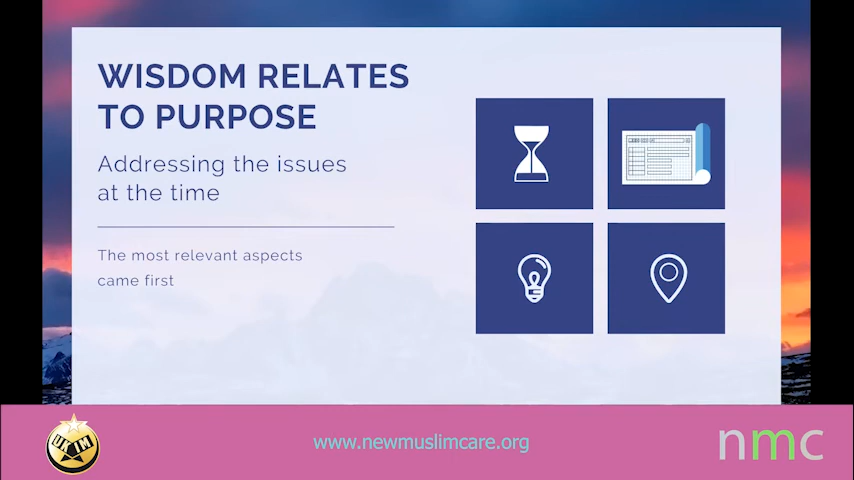 WISDOM RELATES
TO PURPOSE
Addressing the issues
at the time
The most relevant aspects
came first
UKIM
www.newmuslimcare.org
nmc